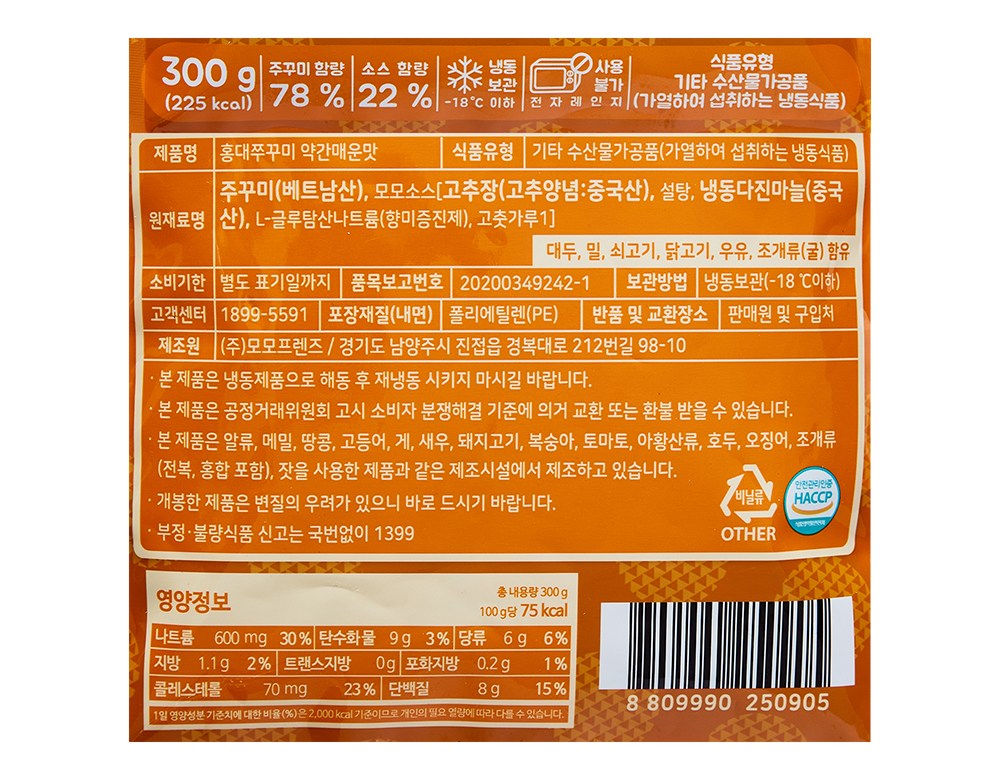 300 g
(225 kcal)
주꾸미 함량
78 %
소스 함량
22 %
냉동
보관
-18℃ 이하
사용
불가
전자레인지
식품유형
기타 수산물가공품
(가열하여 섭취하는 냉동식품)
제품명 홍대쭈꾸미 약간매운맛 식품유형 기타 수산물가공품(가열하여 섭취하는 냉동식품)
원재료명
주꾸미(베트남산), 모모소스[고추장(고추양념:중국산), 설탕, 냉동다진마늘(중국
산), L-글루탐산나트륨(향미증진제), 고춧가루1]
대두, 밀, 쇠고기, 닭고기, 우유, 조개류(굴) 함유
소비기한 별도 표기일까지 품목보고번호 20200349242-1 보관방법 냉동보관(-18 ℃이하)
고객센터 1899-5591 포장재질(내면) 폴리에틸렌(PE) 반품 및 교환장소 판매원 및 구입처
제조원 (주)모모프렌즈 / 경기도 남양주시 진접읍 경복대로 212번길 98-10
· 본 제품은 냉동제품으로 해동 후 재냉동 시키지 마시길 바랍니다.
· 본 제품은 공정거래위원회 고시 소비자 분쟁해결 기준에 의거 교환 또는 환불 받을 수 있습니다.
· 본 제품은 알류, 메밀, 땅콩, 고등어, 게, 새우, 돼지고기, 복숭아, 토마토, 아황산류, 호두, 오징어, 조개류
(전복, 홍합 포함), 잣을 사용한 제품과 같은 제조시설에서 제조하고 있습니다.
· 개봉한 제품은 변질의 우려가 있으니 바로 드시기 바랍니다.
· 부정·불량식품 신고는 국번없이 1399
비닐류
OTHER
안전관리인증
HACCP
영양정보
총 내용량 300 g
100 g당 75 kcal
나트륨 600 mg 30% 탄수화물 9 g 3% 당류 6 g 6%
지방 1.1 g 2% 트랜스지방 0 g 포화지방 0.2 g 1%
콜레스테롤 70 mg 23% 단백질 8 g 15%
1일 영양성분 기준치에 대한 비율(%)은 2,000 kcal 기준이므로 개인의 필요 열량에 따라 다를 수 있습니다.
8 809990 250905